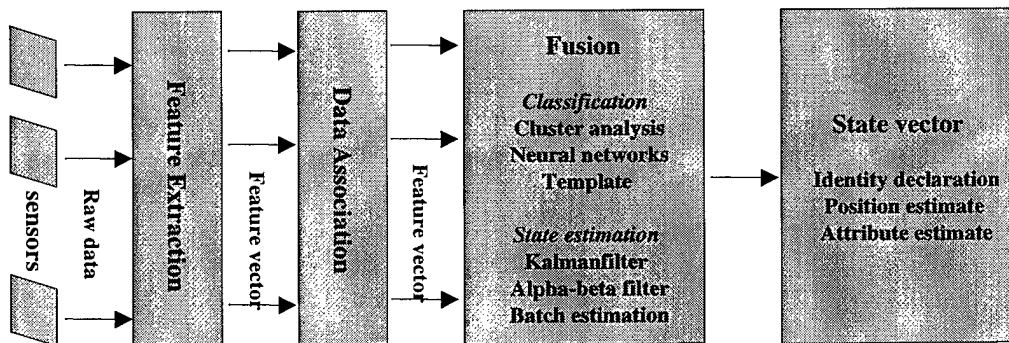 sensors
Raw data
Feature Extraction
Feature vector
Data Association
Feature vector
Fusion
Classification
Cluster analysis
Neural networks
Template
State estimation
Kalmanfilter
Alpha-beta filter
Batch estimation
State vector
Identity declaration
Position estimate
Attribute estimate